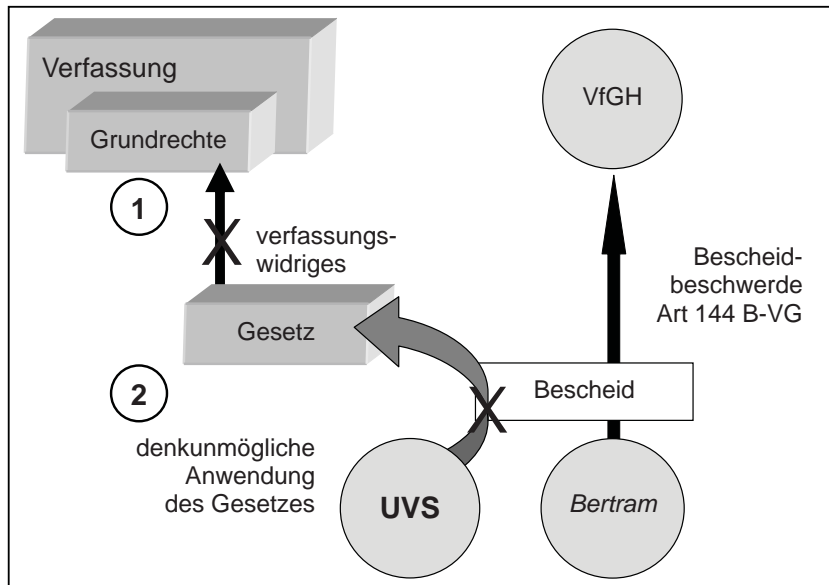 Verfassung
Grundrechte
1
verfassungs-
widriges
Gesetz
2
denkunmögliche
Anwendung
des Gesetzes
UVS
VfGH
Bescheid-
beschwerde
Art 144 B-VG
Bescheid
Bertram